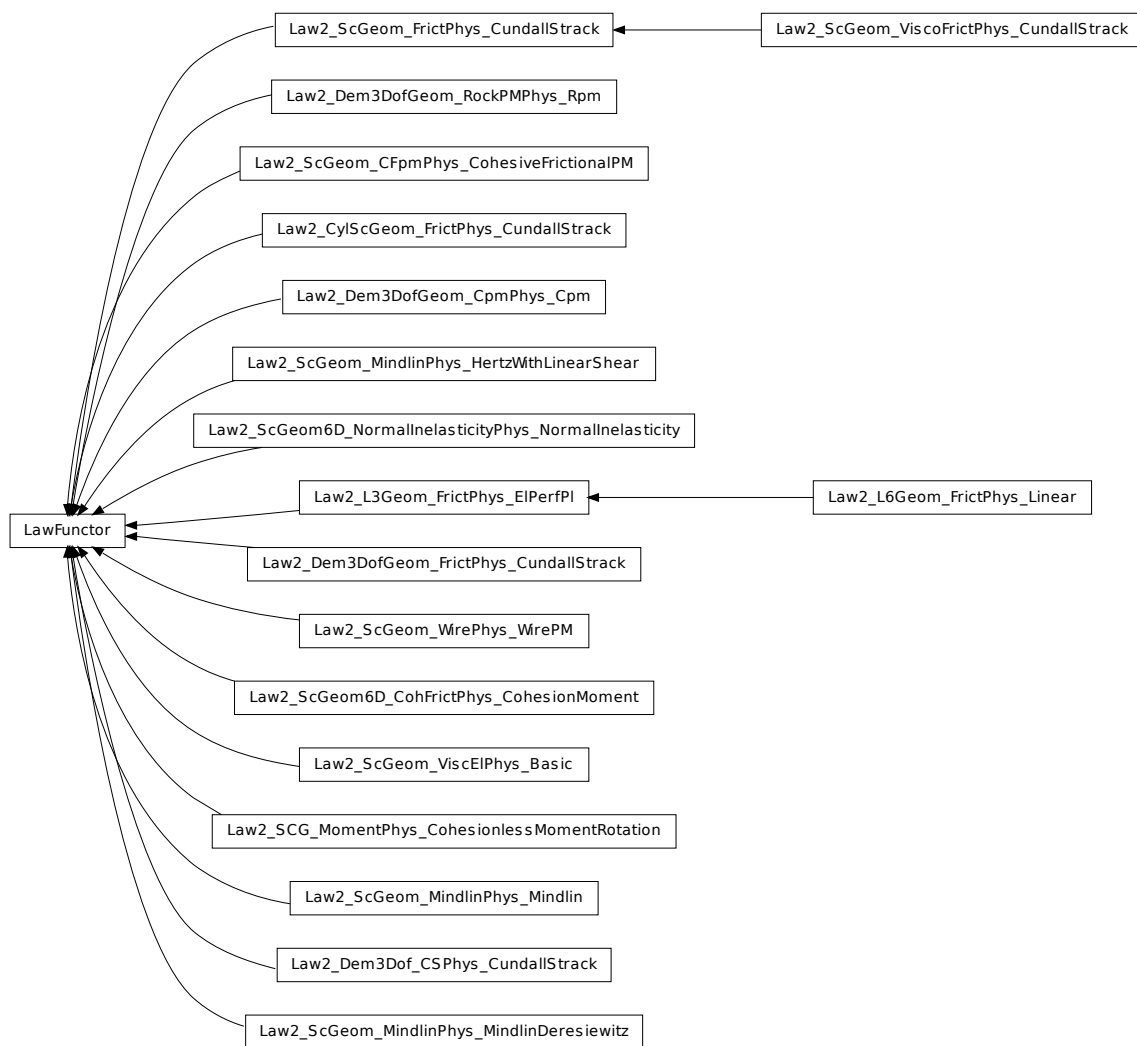 Law2_ScGeom_FrictPhys_CundallStrack
Law2_ScGeom_ViscoFrictPhys_CundallStrack
Law2_Dem3DofGeom_RockPMPhys_Rpm
Law2_ScGeom_CFpmPhys_CohesiveFrictionalPM
Law2_CylScGeom_FrictPhys_CundallStrack
Law2_Dem3DofGeom_CpmPhys_Cpm
Law2_ScGeom_MindlinPhys_HertzWithLinearShear
Law2_ScGeom6D_NormalInelasticityPhys_NormalInelasticity
Law2_L3Geom_FrictPhys_ElPerfPl
Law2_L6Geom_FrictPhys_Linear
LawFunctor
Law2_Dem3DofGeom_FrictPhys_CundallStrack
Law2_ScGeom_WirePhys_WirePM
Law2_ScGeom6D_CohFrictPhys_CohesionMoment
Law2_ScGeom_ViscElPhys_Basic
Law2_SCG_MomentPhys_CohesionlessMomentRotation
Law2_ScGeom_MindlinPhys_Mindlin
Law2_Dem3Dof_CSPhys_CundallStrack
Law2_ScGeom_MindlinPhys_MindlinDeresiewitz